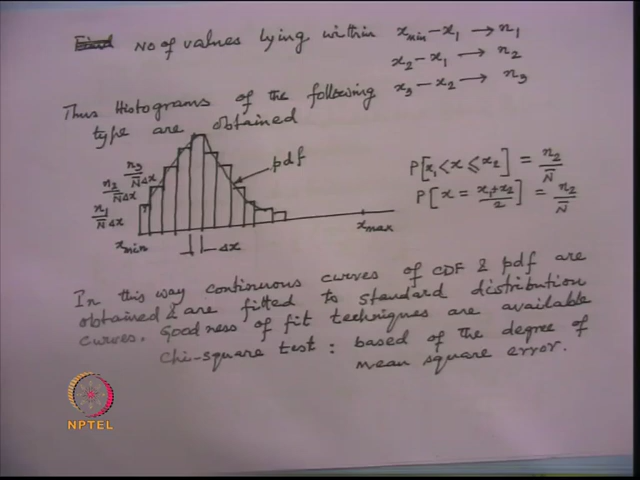 No of values lying within x_min - x_1 → n_1
x_2 - x_1 → n_2
x_3 - x_2 → n_3
Thus Histograms of the following
type are obtained
pdf
n_3/N̄Δx
n_2/N̄Δx
n_1/N̄Δx
P[x_1 < x ⩽ x_2] = n_2/N̄
P[x = (x_1+x_2)/2] = n_2/N̄
x_min
Δx
x_max
In this way continuous curves of CDF & pdf are
obtained & are fitted to standard distribution
curves. Goodness of fit techniques are available
Chi-square test : based of the degree of
mean square error.
NPTEL